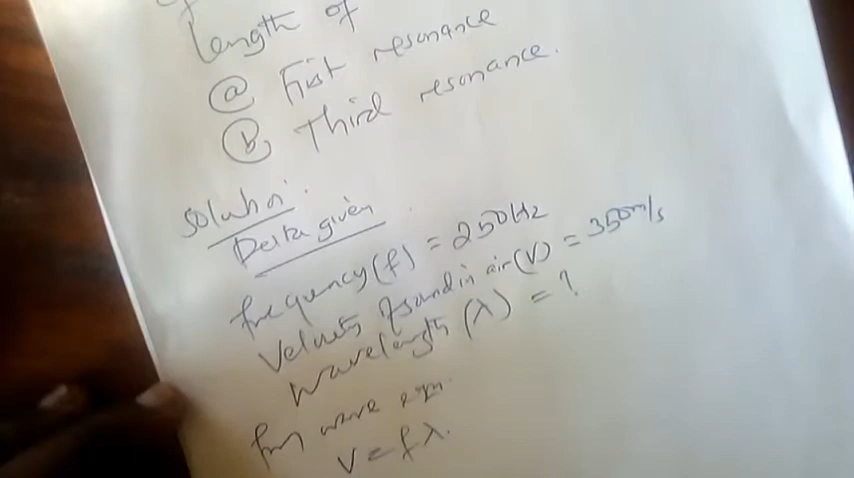 length of
(a) First resonance
(b) Third resonance.
Solution:
Data given
frequency (f) = 250Hz
Velocity of sound in air (V) = 350m/s
Wavelength (λ) = ?
from wave eqn.
V = fλ.